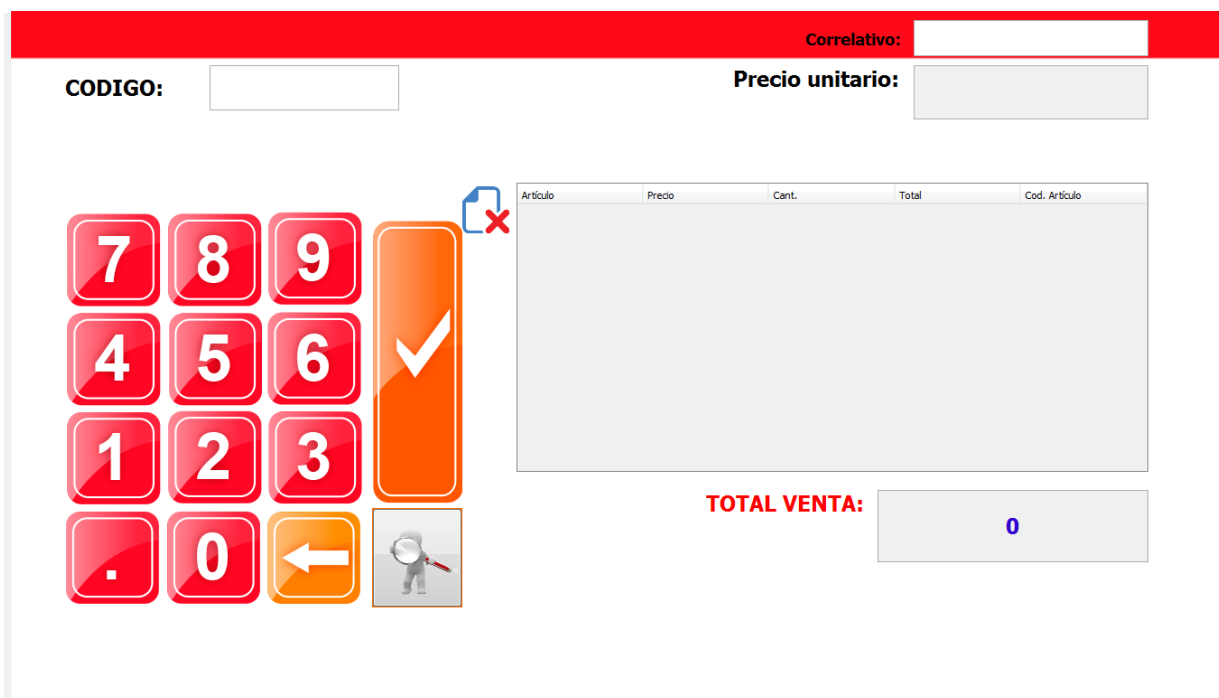 Correlativo:
CODIGO:
Precio unitario:
Artículo Precio Cant. Total Cod. Artículo
7 8 9
4 5 6
1 2 3
. 0
TOTAL VENTA:
0